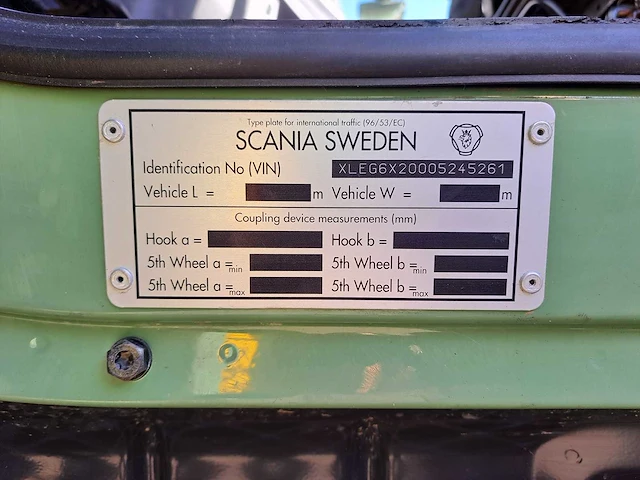 Type plate for international traffic (96/53/EC)
SCANIA SWEDEN
Identification No (VIN) XLEG6X20005245261
Vehicle L = m Vehicle W = m
Coupling device measurements (mm)
Hook a = Hook b =
5th Wheel a = min 5th Wheel b = min
5th Wheel a = max 5th Wheel b = max